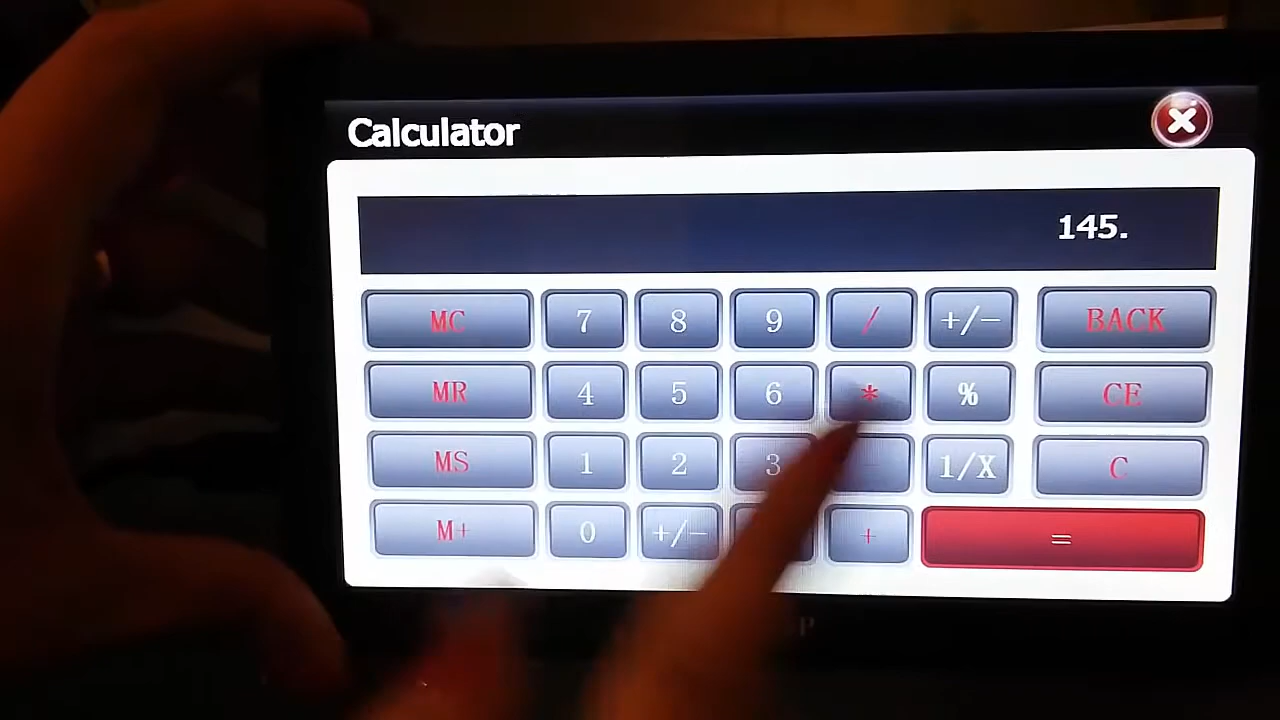 Calculator
145.
MC 7 8 9 / +/- BACK
MR 4 5 6 * % CE
MS 1 2 3 - 1/X C
M+ 0 +/- + =
P